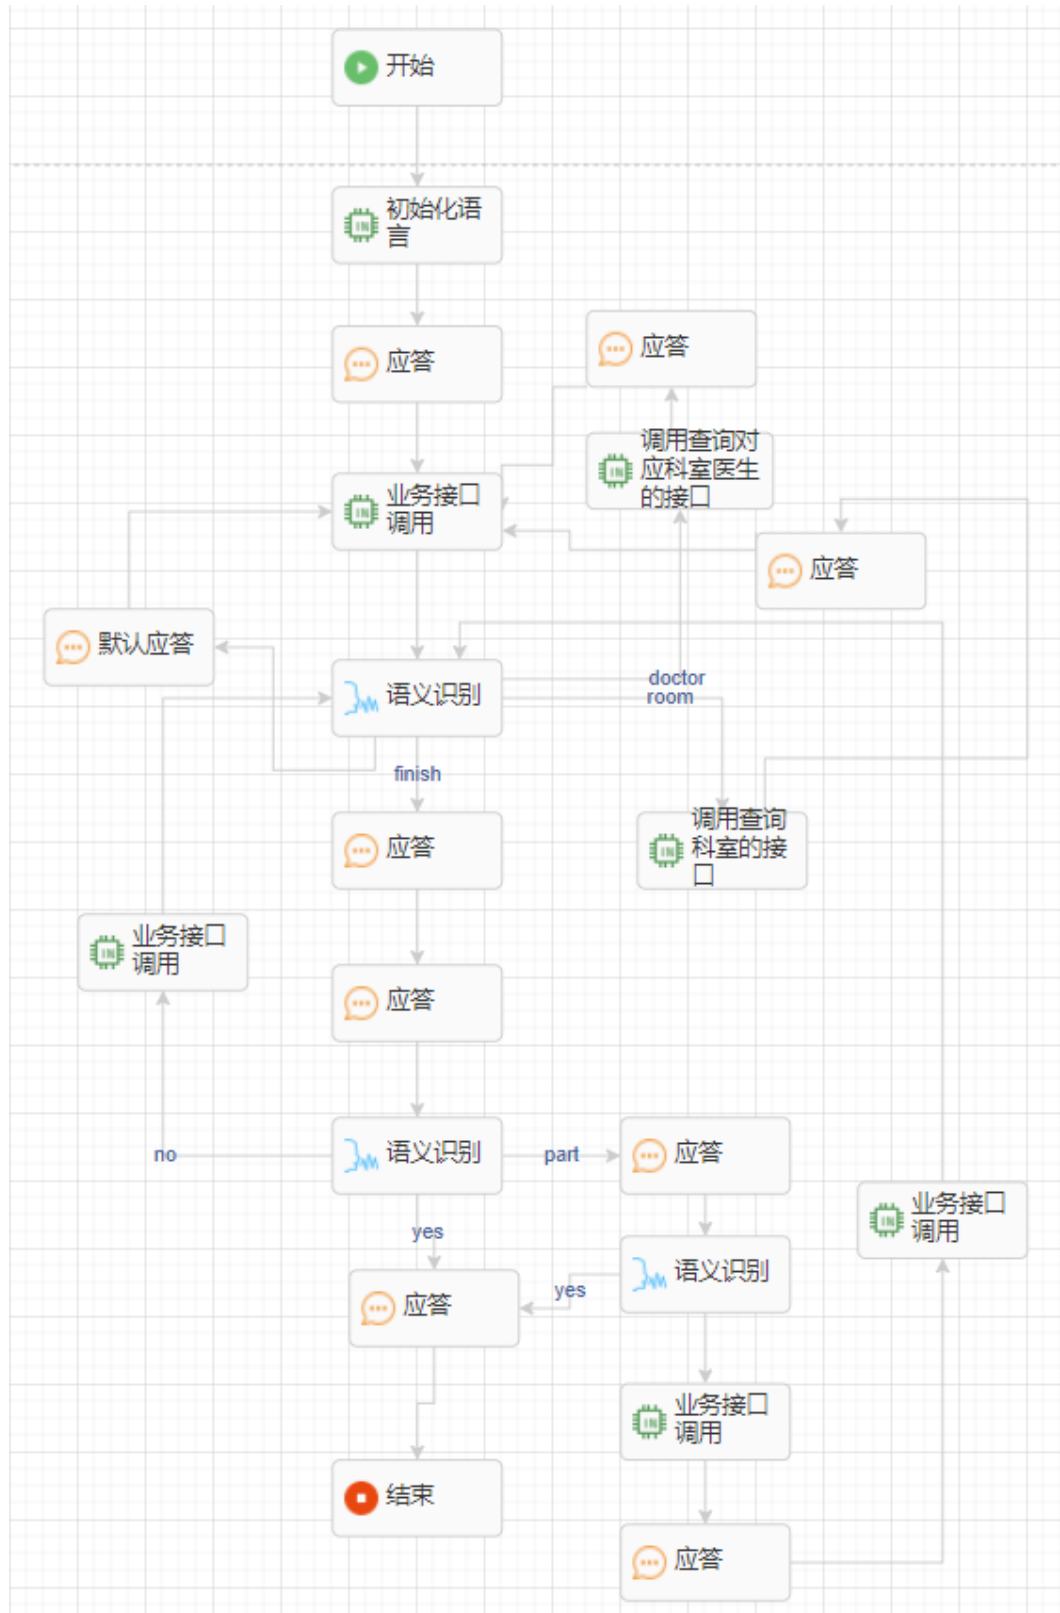 开始
初始化语
言
应答
应答
调用查询对
应科室医生
的接口
业务接口
调用
应答
默认应答
语义识别
doctor
room
finish
应答
调用查询
科室的接
口
业务接口
调用
应答
no
语义识别
part
应答
业务接口
调用
yes
语义识别
yes
应答
业务接口
调用
结束
应答